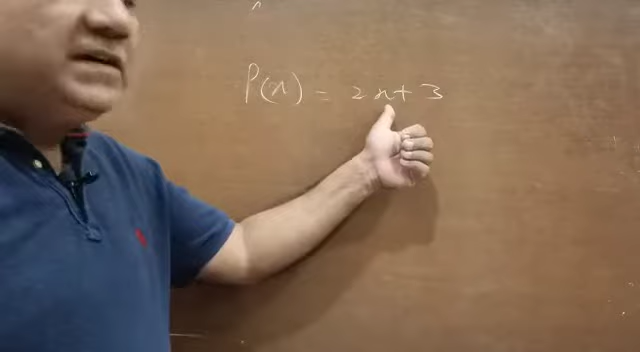 P(x) = 2x + 3